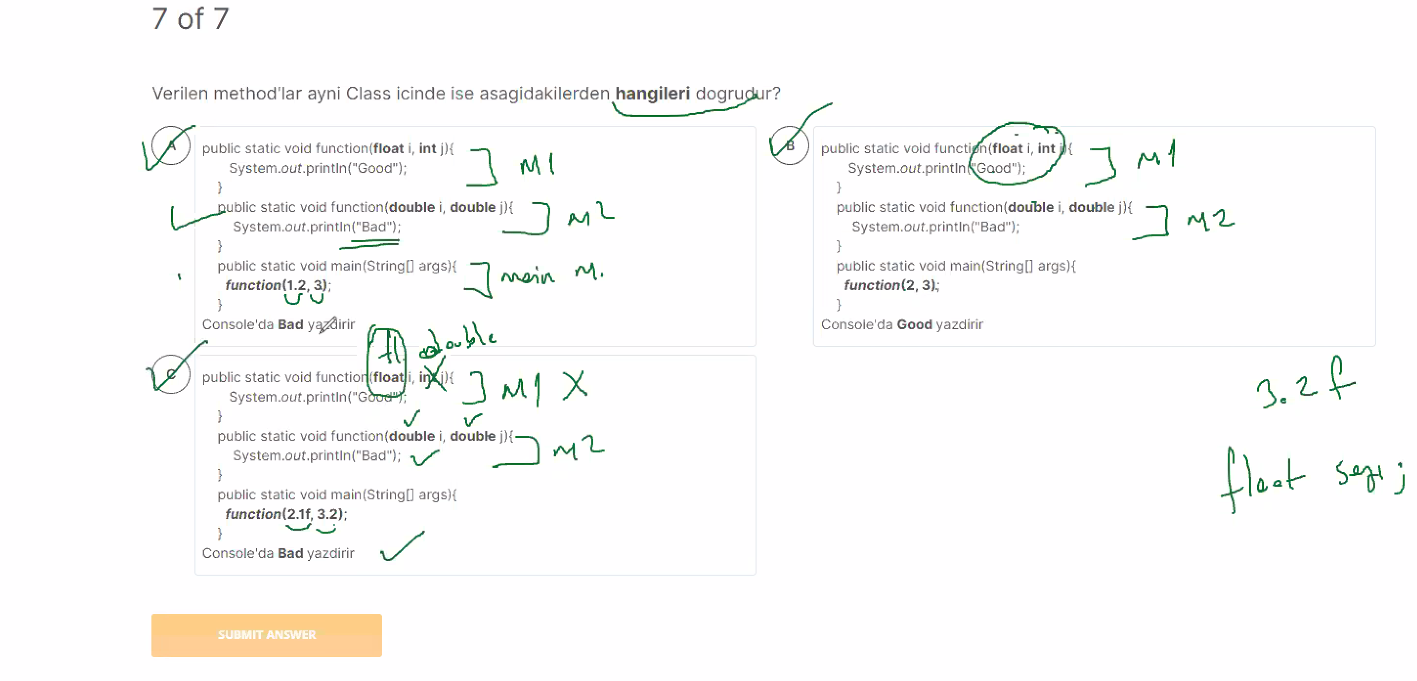 7 of 7
Verilen method'lar ayni Class icinde ise asagidakilerden hangileri dogrudur?
A
public static void function(float i, int j){
System.out.println("Good");
}
public static void function(double i, double j){
System.out.println("Bad");
}
public static void main(String[] args){
function(1.2, 3);
}
Console'da Bad yazdirir
M1
M2
main M.
B
public static void function(float i, int j){
System.out.println("Good");
}
public static void function(double i, double j){
System.out.println("Bad");
}
public static void main(String[] args){
function(2, 3);
}
Console'da Good yazdirir
M1
M2
fl double
C
public static void function(float i, int j){
System.out.println("Good");
}
public static void function(double i, double j){
System.out.println("Bad");
}
public static void main(String[] args){
function(2.1f, 3.2);
}
Console'da Bad yazdirir
M1 X
M2
3.2f
float sayi;
SUBMIT ANSWER